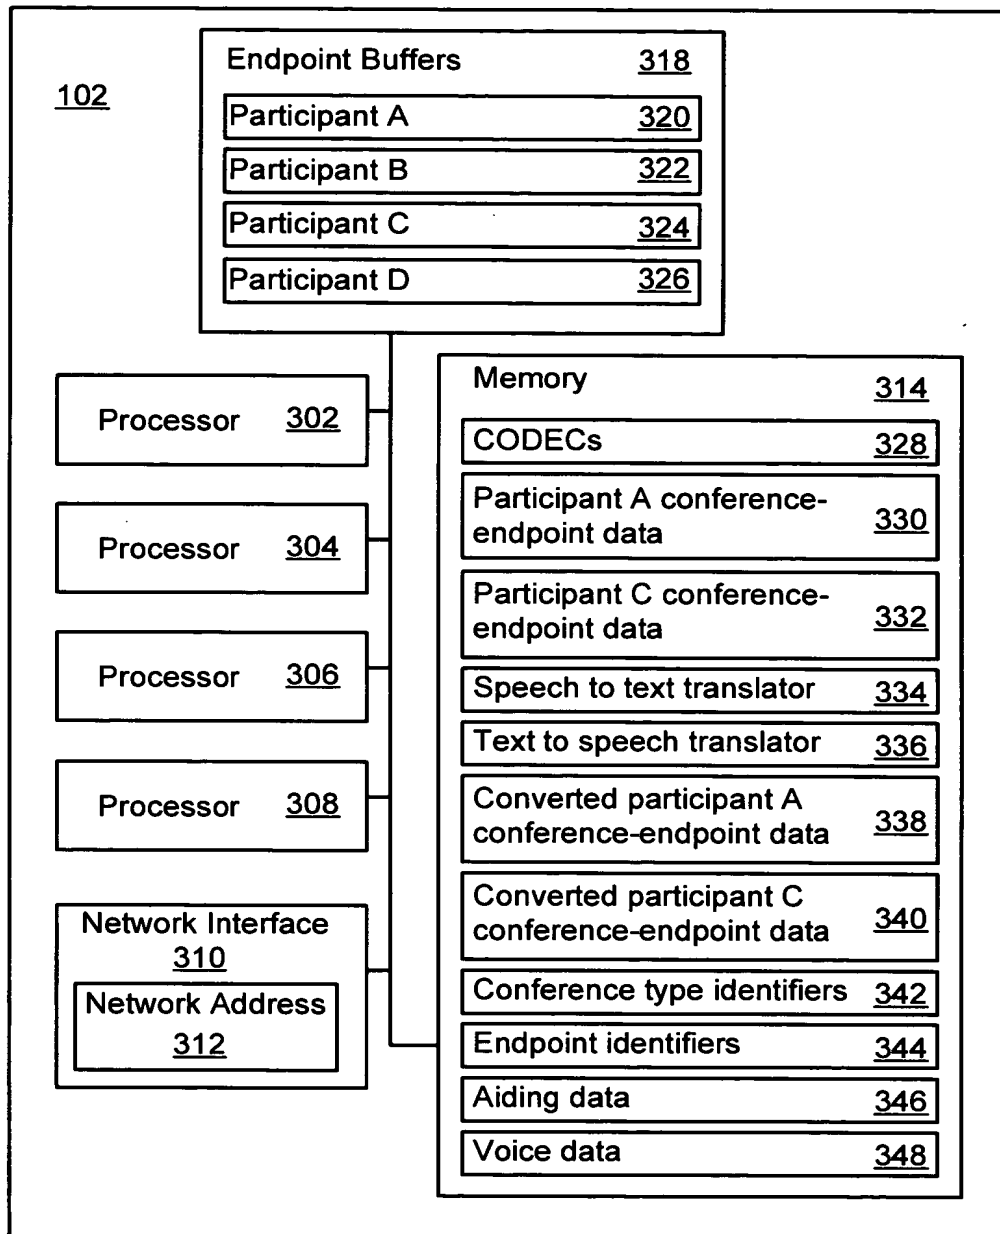 102
Endpoint Buffers 318
Participant A 320
Participant B 322
Participant C 324
Participant D 326
Processor 302
Processor 304
Processor 306
Processor 308
Network Interface
310
Network Address
312
Memory 314
CODECs 328
Participant A conference-
endpoint data 330
Participant C conference-
endpoint data 332
Speech to text translator 334
Text to speech translator 336
Converted participant A
conference-endpoint data 338
Converted participant C
conference-endpoint data 340
Conference type identifiers 342
Endpoint identifiers 344
Aiding data 346
Voice data 348